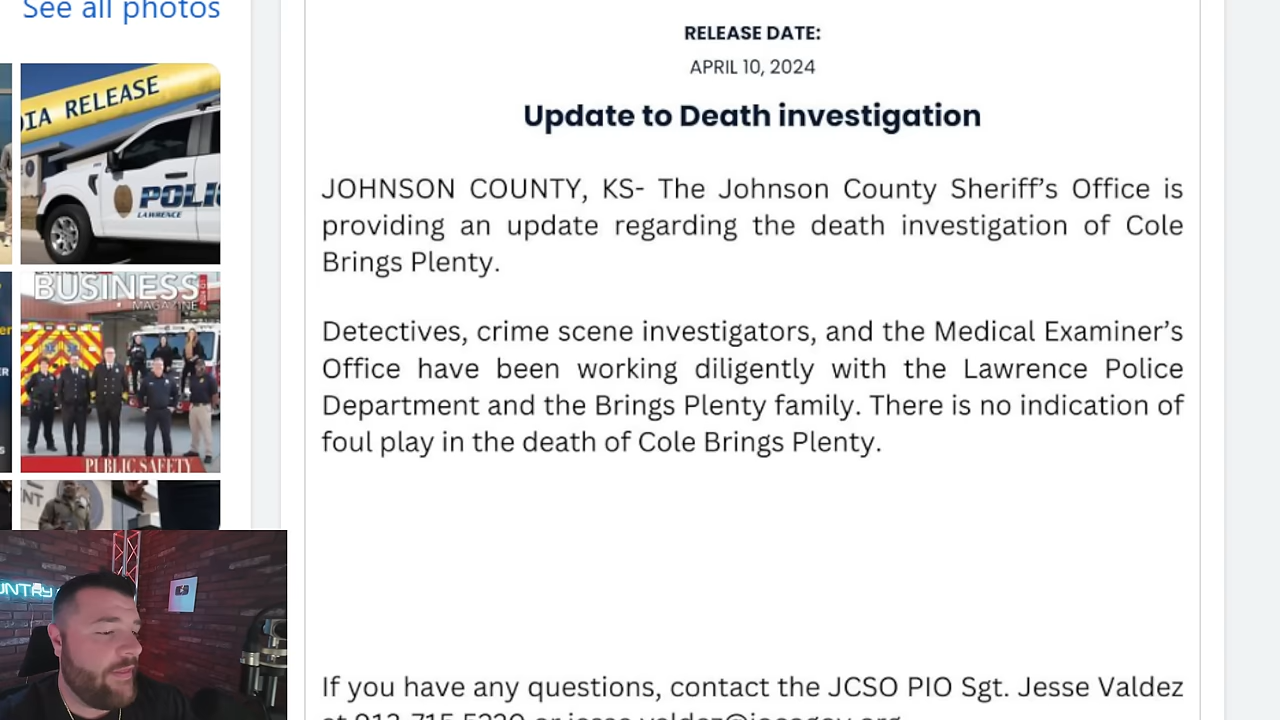 See all photos
DIA RELEASE
POLI
LAWRENCE
BUSINESS
MAGAZINE
PUBLIC SAFETY
RELEASE DATE:
APRIL 10, 2024
Update to Death investigation
JOHNSON COUNTY, KS- The Johnson County Sheriff’s Office is
providing an update regarding the death investigation of Cole
Brings Plenty.
Detectives, crime scene investigators, and the Medical Examiner’s
Office have been working diligently with the Lawrence Police
Department and the Brings Plenty family. There is no indication of
foul play in the death of Cole Brings Plenty.
If you have any questions, contact the JCSO PIO Sgt. Jesse Valdez